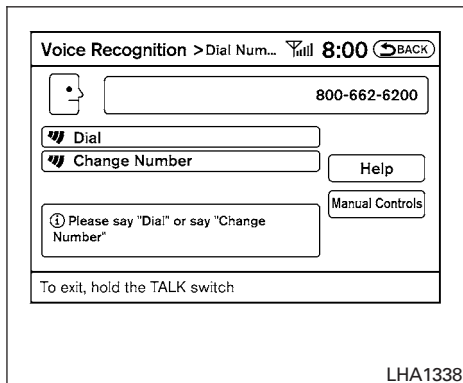 Voice Recognition > Dial Num... 8:00 BACK
800-662-6200
Dial
Change Number
Help
Manual Controls
Please say "Dial" or say "Change
Number"
To exit, hold the TALK switch
LHA1338